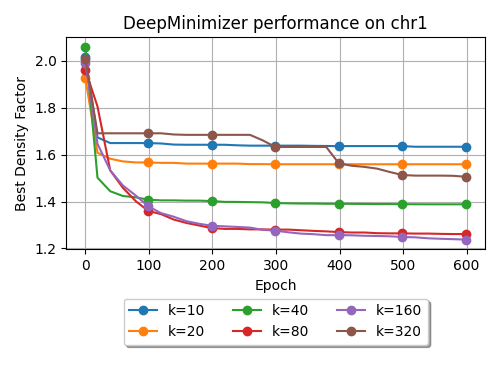 DeepMinimizer performance on chr1
Best Density Factor
2.0
1.8
1.6
1.4
1.2
0 100 200 300 400 500 600
Epoch
k=10 k=40 k=160
k=20 k=80 k=320